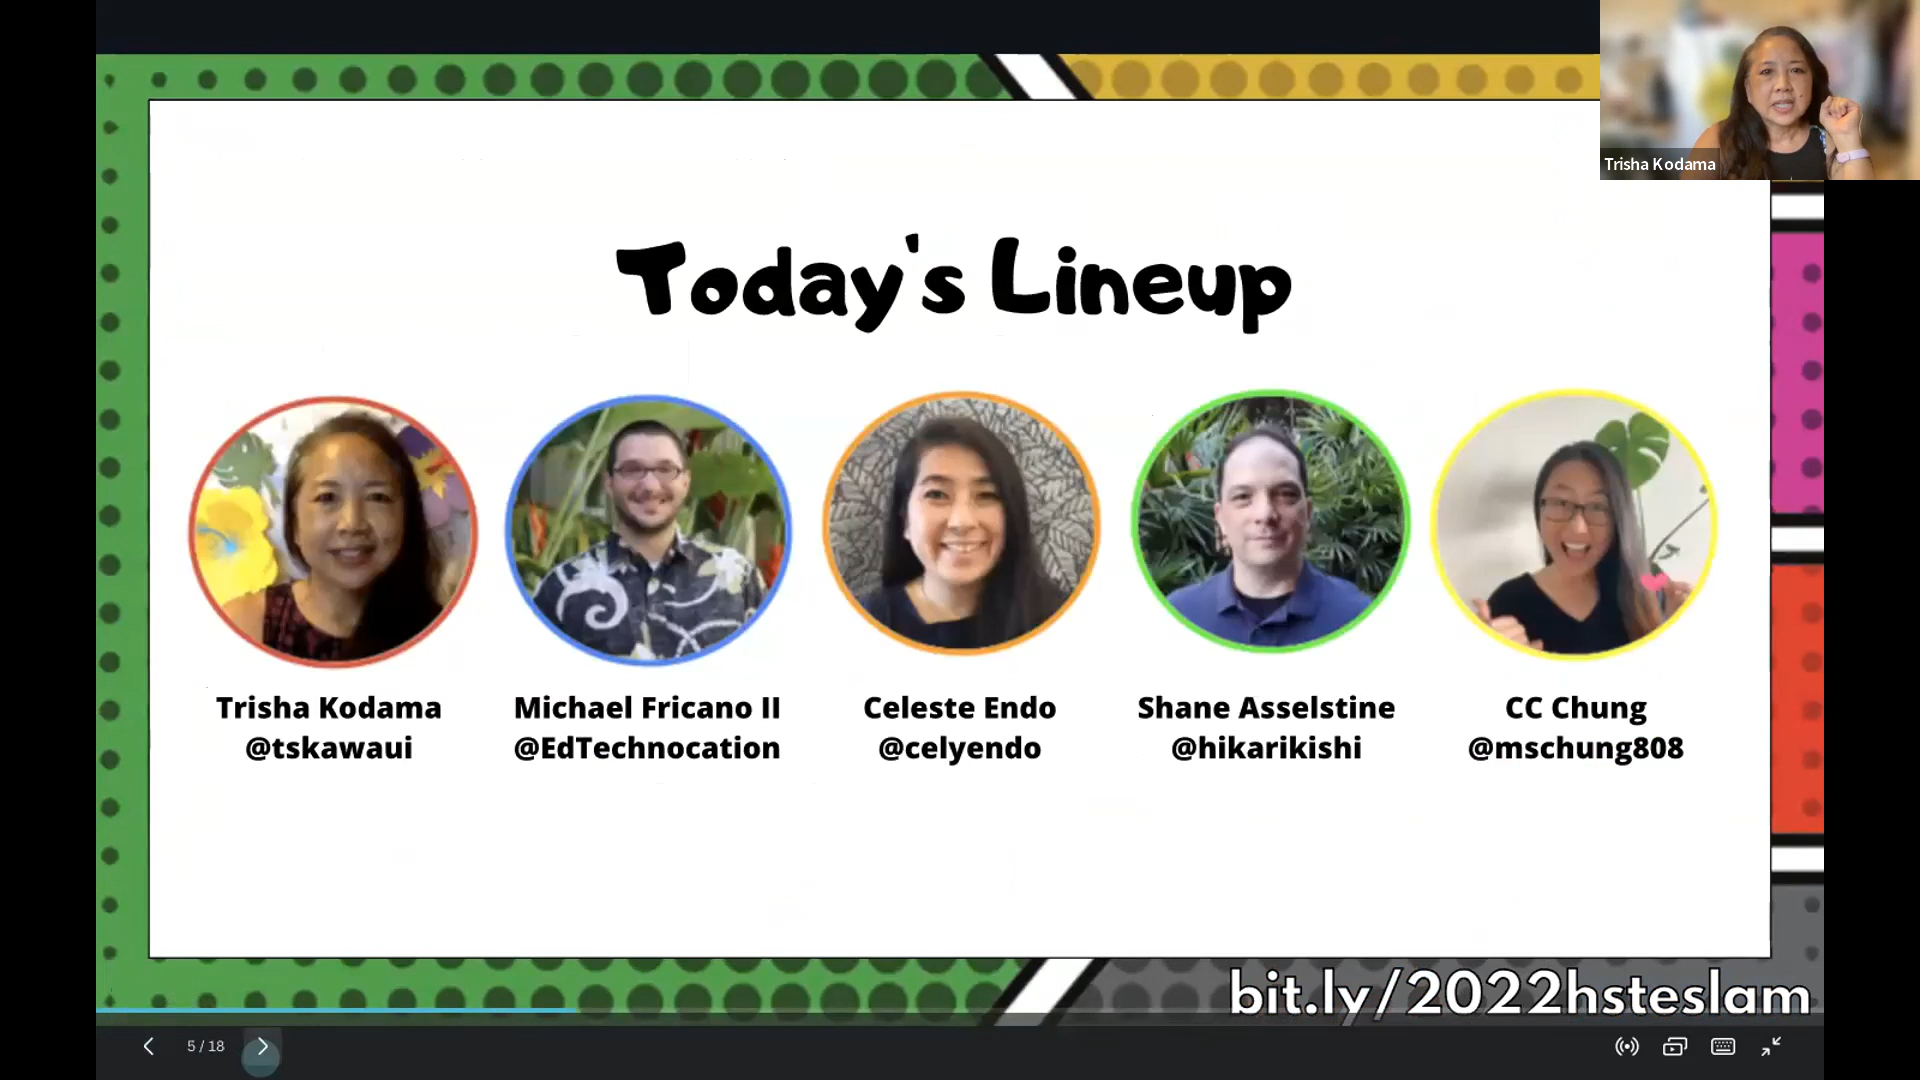 Trisha Kodama
Today's Lineup
Trisha Kodama
@tskawaui
Michael Fricano II
@EdTechnocation
Celeste Endo
@celyendo
Shane Asselstine
@hikarikishi
CC Chung
@mschung808
bit.ly/2022hsteslam
5 / 18